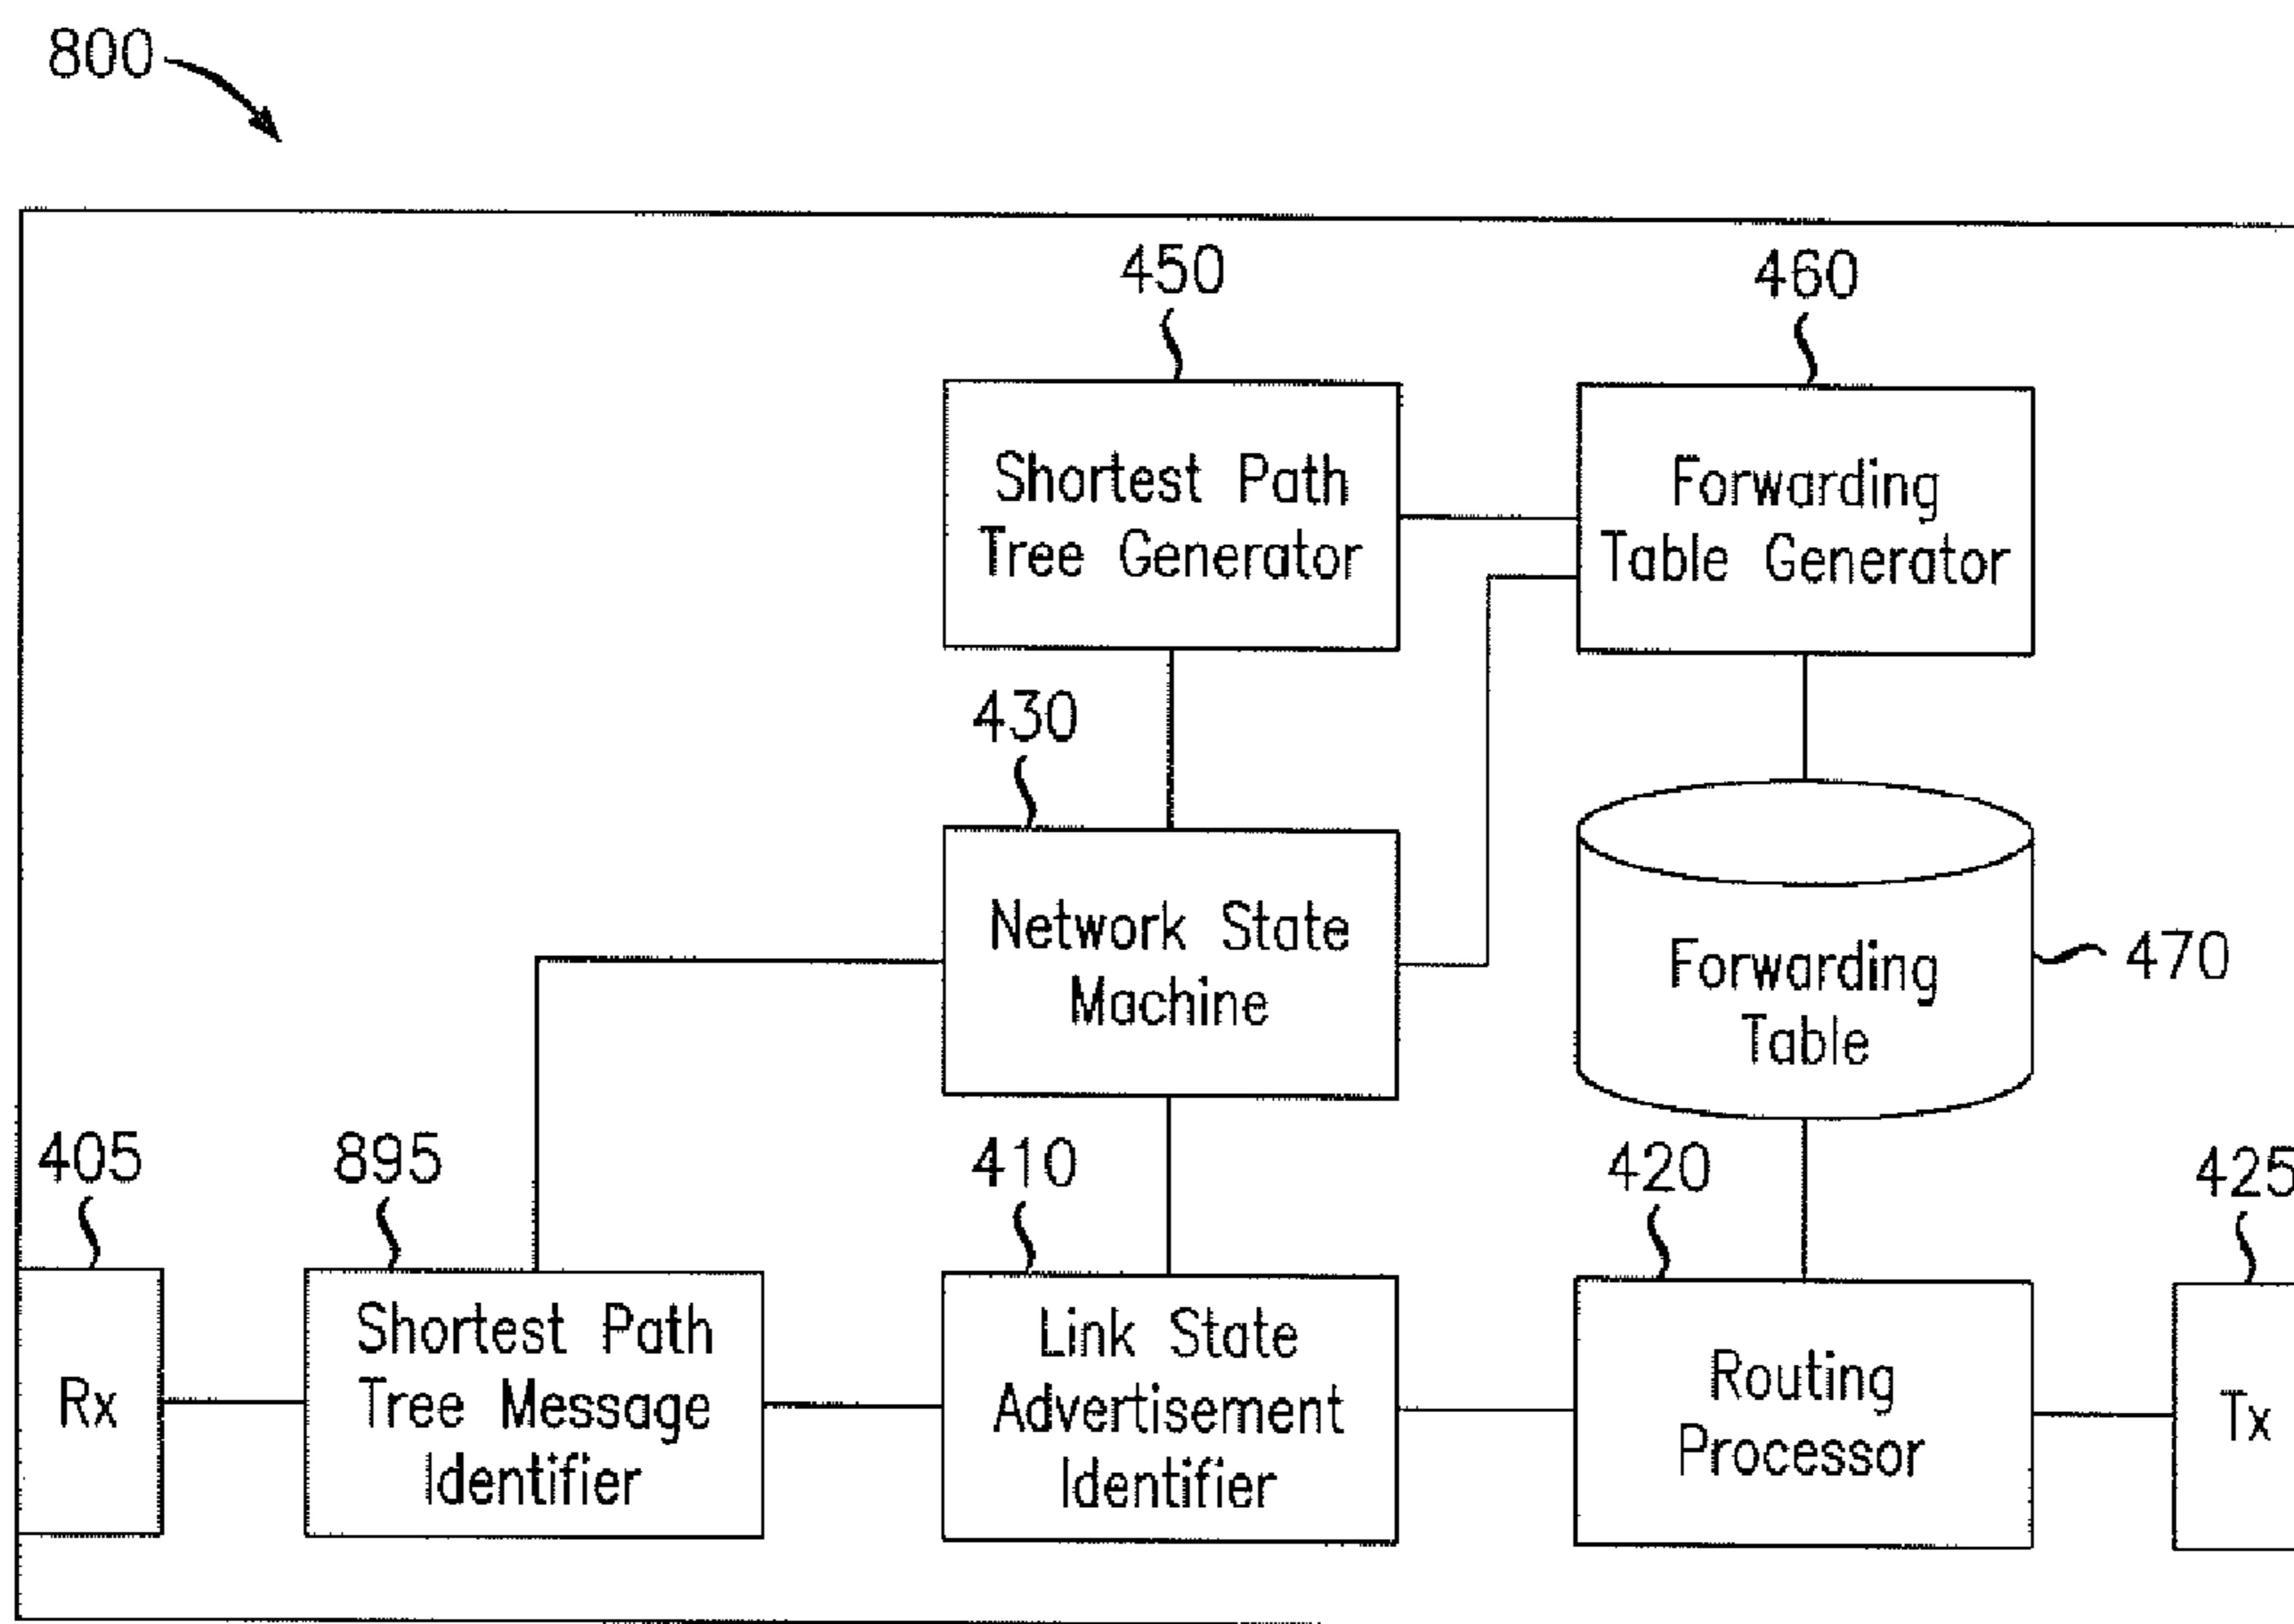 800
450
460
Shortest Path
Tree Generator
Forwarding
Table Generator
430
Network State
Machine
Forwarding
Table
470
405
895
410
420
425
Rx
Shortest Path
Tree Message
Identifier
Link State
Advertisement
Identifier
Routing
Processor
Tx